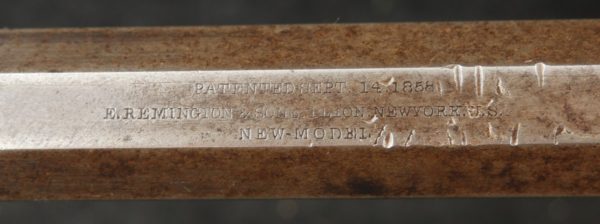 PATENTED SEPT. 14, 1858
E. REMINGTON & SONS, ILION, NEW YORK, U.S.
NEW-MODEL